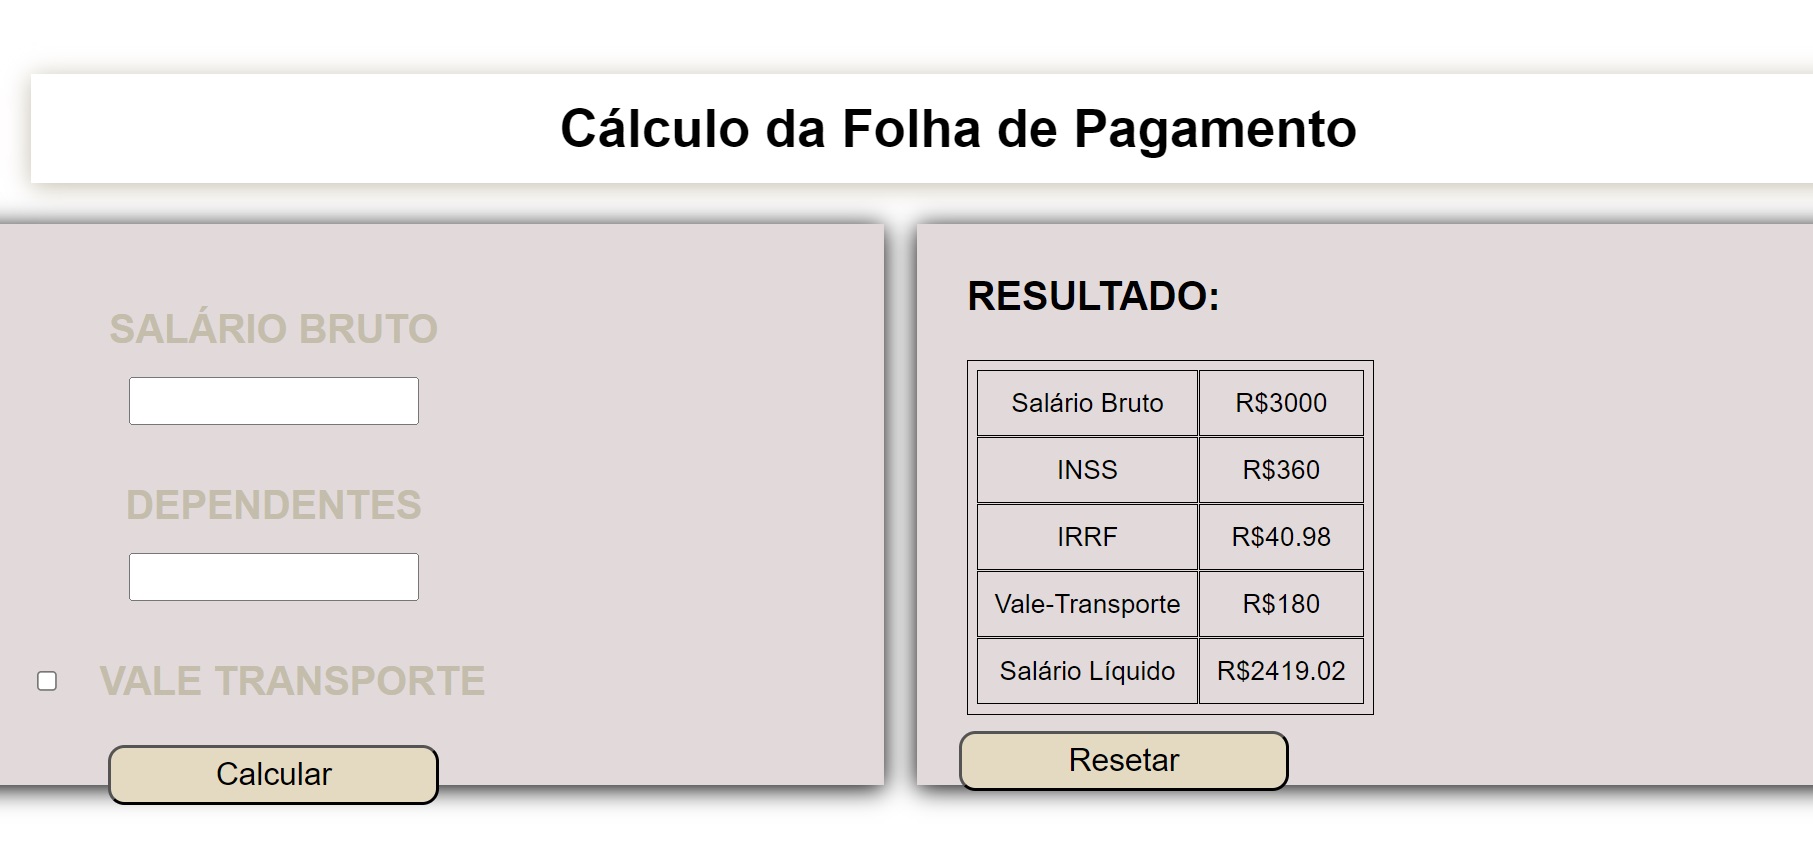 Cálculo da Folha de Pagamento
SALÁRIO BRUTO
DEPENDENTES
VALE TRANSPORTE
Calcular
RESULTADO:
Salário Bruto R$3000
INSS R$360
IRRF R$40.98
Vale-Transporte R$180
Salário Líquido R$2419.02
Resetar